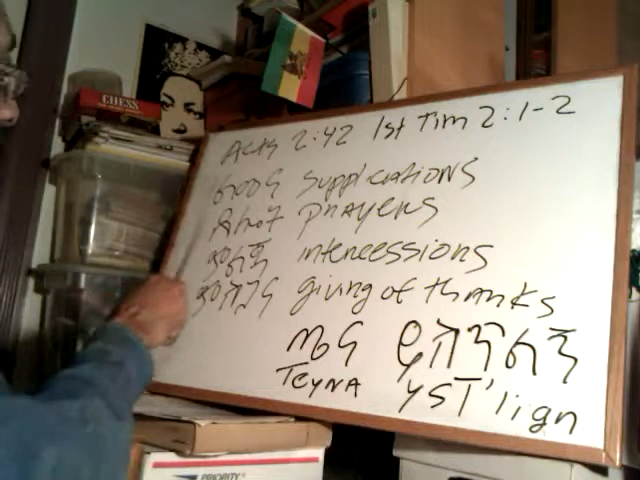 CHESS
Acts 2:42 1st Tim 2:1-2
supplications
prayers
intercessions
giving of thanks
ጤና ይስጥልኝ
Teyna yst'lign
PRIORITY